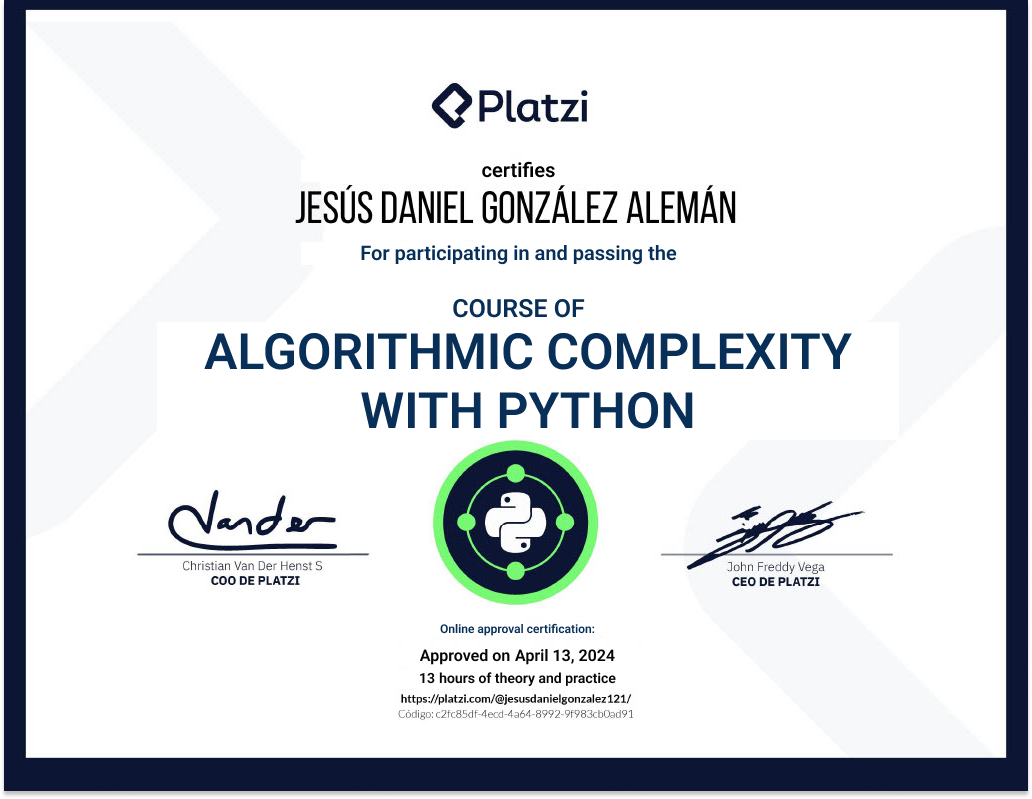 Platzi
certifies
JESÚS DANIEL GONZÁLEZ ALEMÁN
For participating in and passing the
COURSE OF
ALGORITHMIC COMPLEXITY
WITH PYTHON
Vander
Christian Van Der Henst S
COO DE PLATZI
John Freddy Vega
CEO DE PLATZI
Online approval certification:
Approved on April 13, 2024
13 hours of theory and practice
https://platzi.com/@jesusdanielgonzalez121/
Código: c2fc85df-4ecd-4a64-8992-9f983cb0ad91